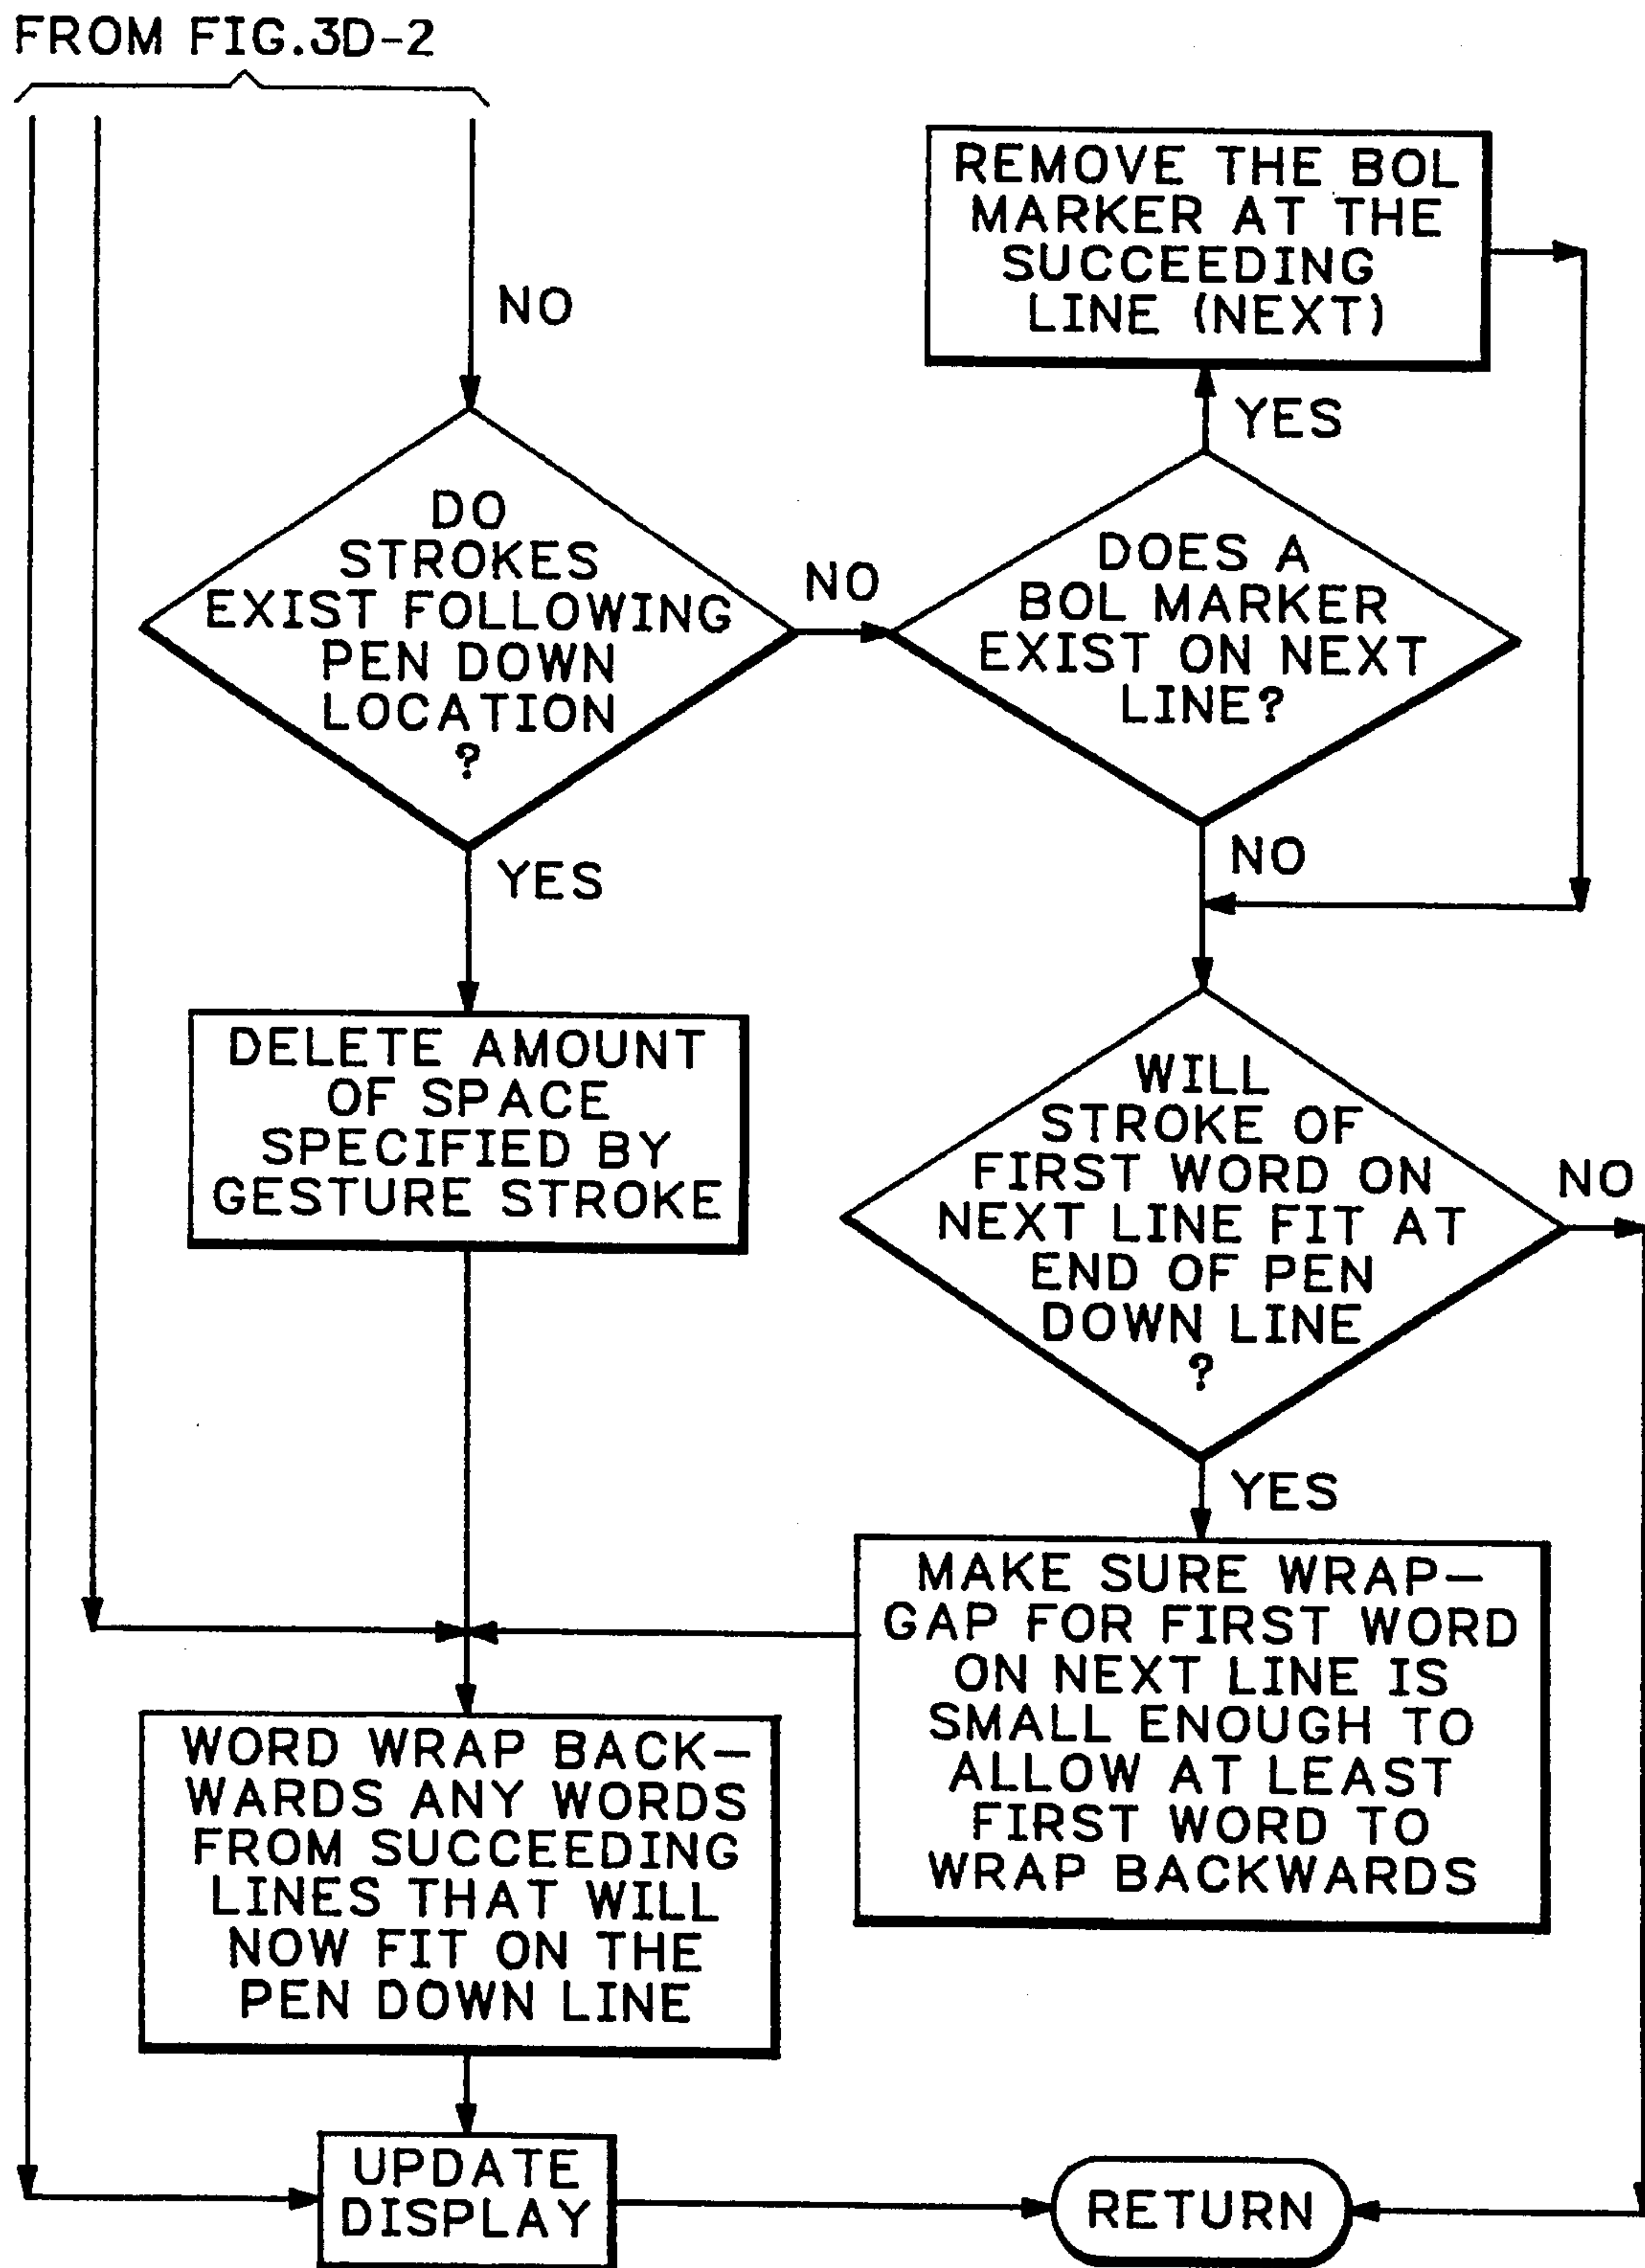 FROM FIG.3D-2
NO
REMOVE THE BOL
MARKER AT THE
SUCCEEDING
LINE (NEXT)
YES
DO
STROKES
EXIST FOLLOWING
PEN DOWN
LOCATION
?
NO
DOES A
BOL MARKER
EXIST ON NEXT
LINE?
YES
NO
DELETE AMOUNT
OF SPACE
SPECIFIED BY
GESTURE STROKE
WILL
STROKE OF
FIRST WORD ON
NEXT LINE FIT AT
END OF PEN
DOWN LINE
?
NO
YES
MAKE SURE WRAP-
GAP FOR FIRST WORD
ON NEXT LINE IS
SMALL ENOUGH TO
ALLOW AT LEAST
FIRST WORD TO
WRAP BACKWARDS
WORD WRAP BACK-
WARDS ANY WORDS
FROM SUCCEEDING
LINES THAT WILL
NOW FIT ON THE
PEN DOWN LINE
UPDATE
DISPLAY
RETURN